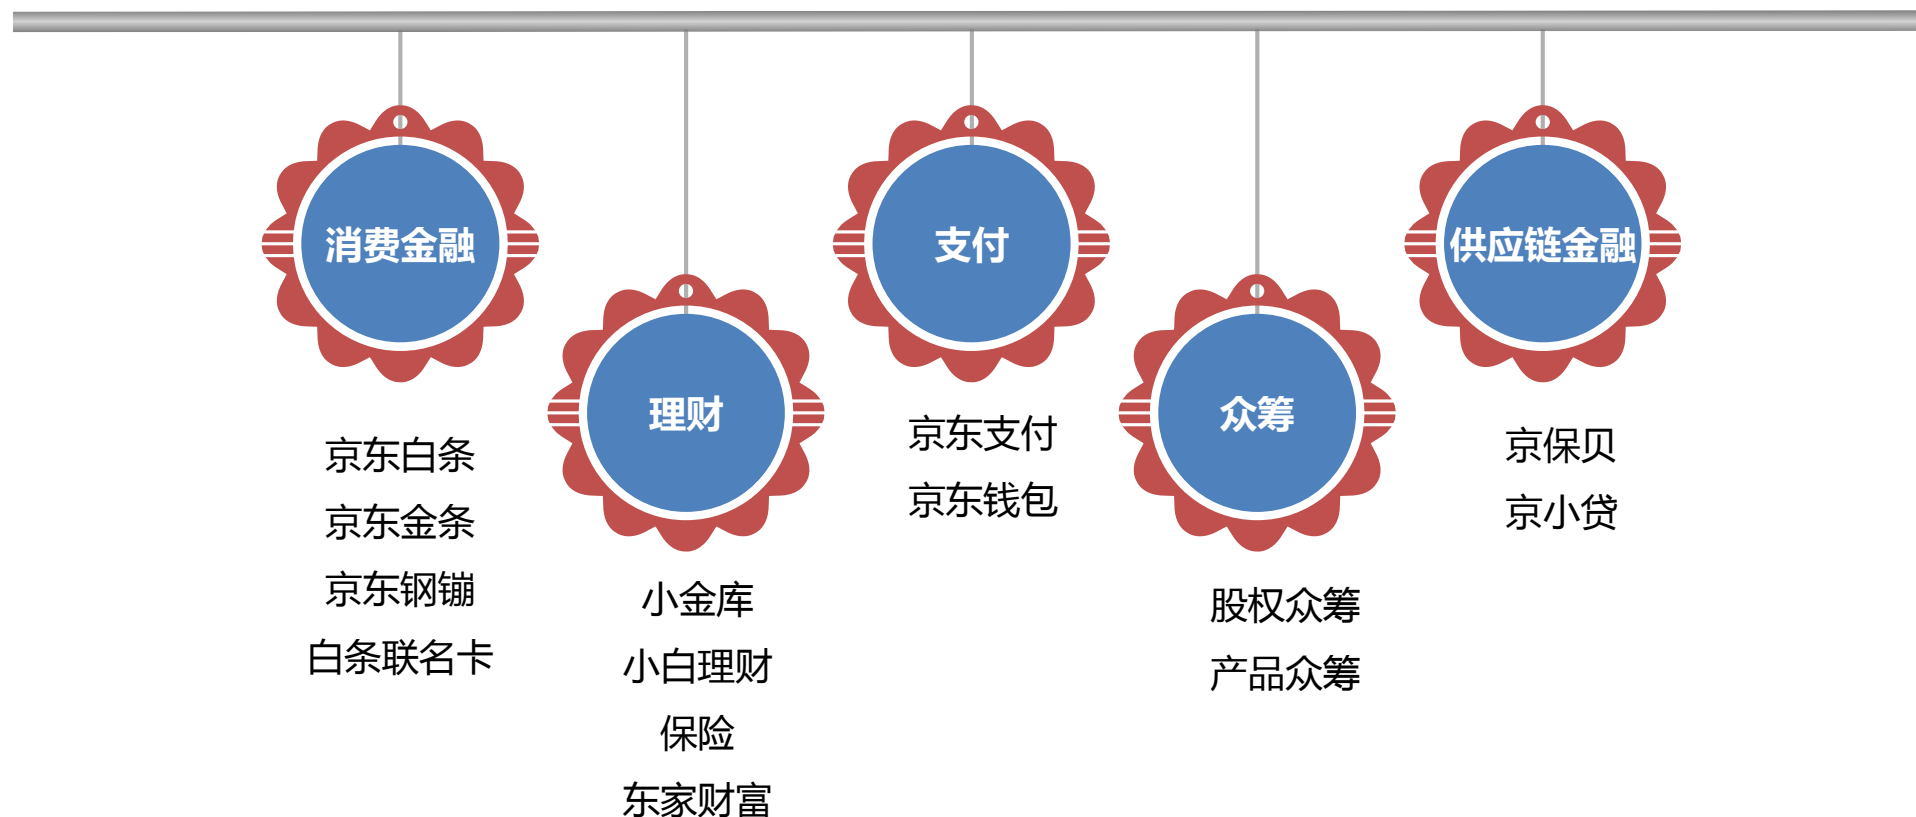 消费金融
京东白条
京东金条
京东钢镚
白条联名卡
理财
小金库
小白理财
保险
东家财富
支付
京东支付
京东钱包
众筹
股权众筹
产品众筹
供应链金融
京保贝
京小贷